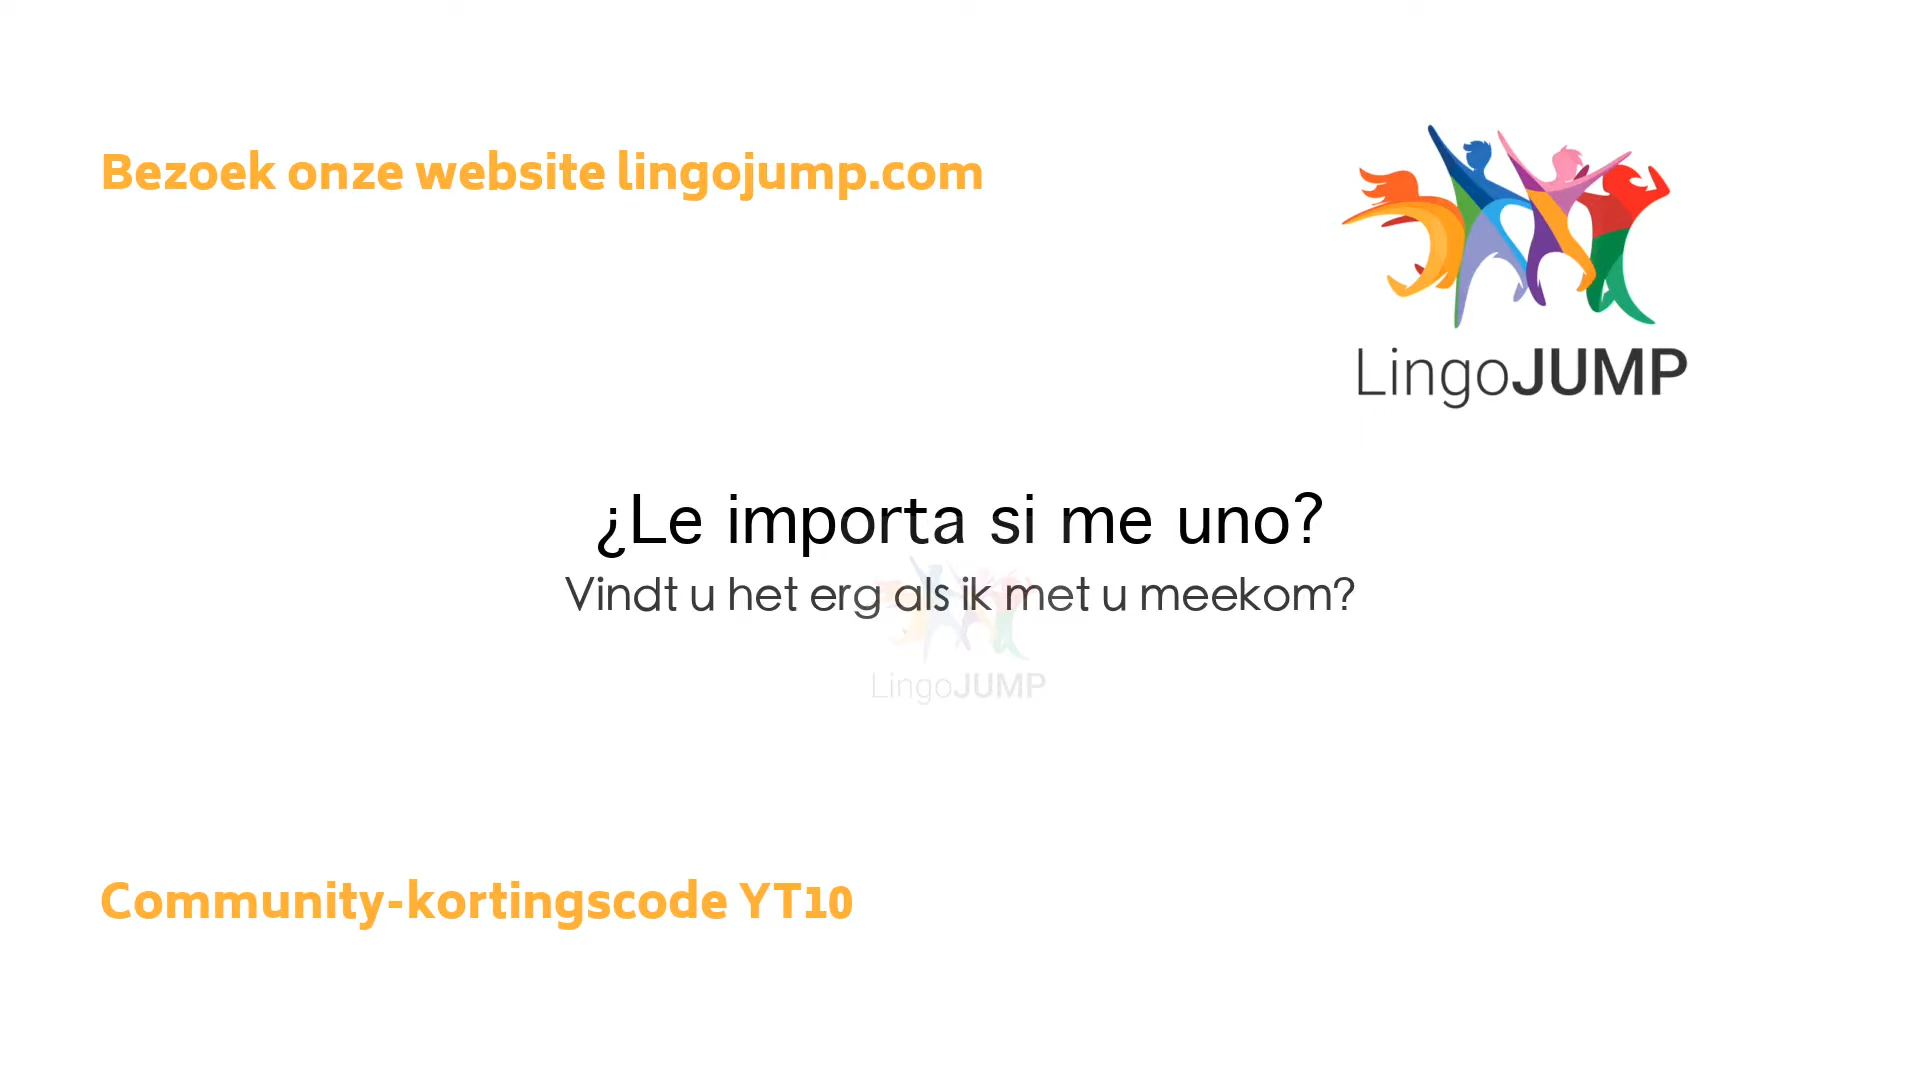 Bezoek onze website lingojump.com
LingoJUMP
¿Le importa si me uno?
Vindt u het erg als ik met u meekom?
LingoJUMP
Community-kortingscode YT10